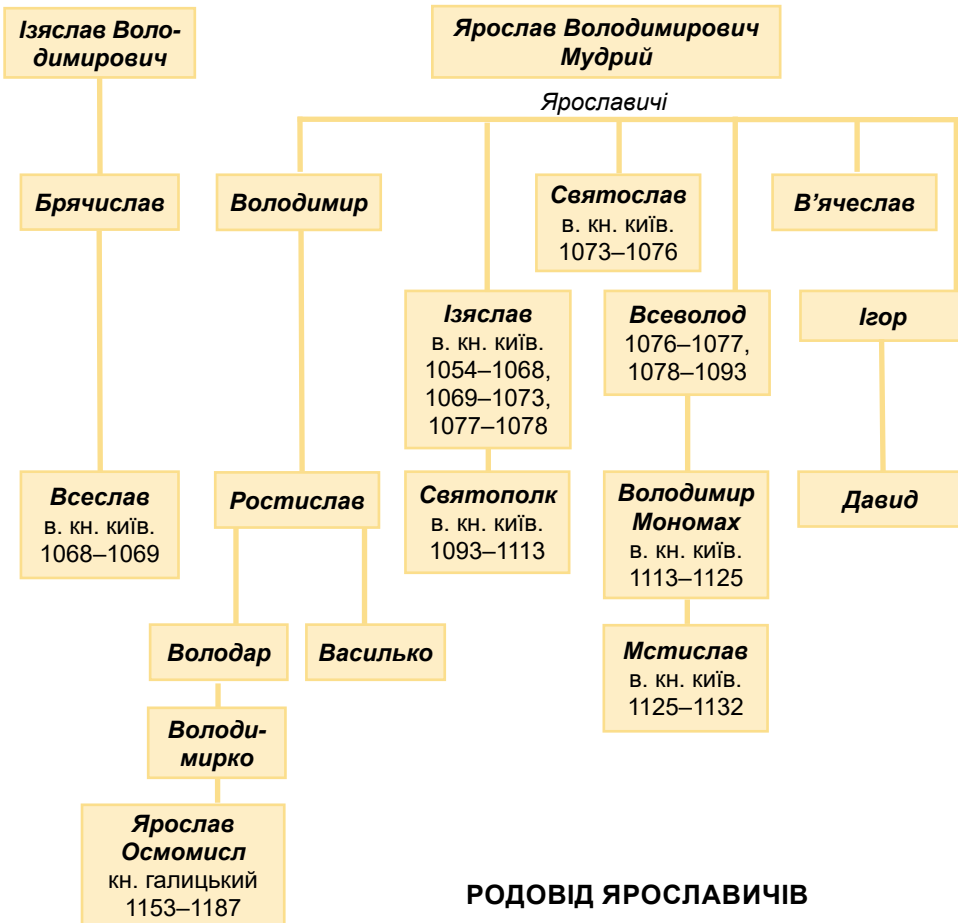 Ізяслав Воло-
димирович
Ярослав Володимирович
Мудрий
Ярославичі
Брячислав
Володимир
Святослав
в. кн. київ.
1073–1076
В’ячеслав
Ізяслав
в. кн. київ.
1054–1068,
1069–1073,
1077–1078
Всеволод
1076–1077,
1078–1093
Ігор
Всеслав
в. кн. київ.
1068–1069
Ростислав
Святополк
в. кн. київ.
1093–1113
Володимир
Мономах
в. кн. київ.
1113–1125
Давид
Володар
Василько
Мстислав
в. кн. київ.
1125–1132
Володи-
мирко
Ярослав
Осмомисл
кн. галицький
1153–1187
РОДОВІД ЯРОСЛАВИЧІВ